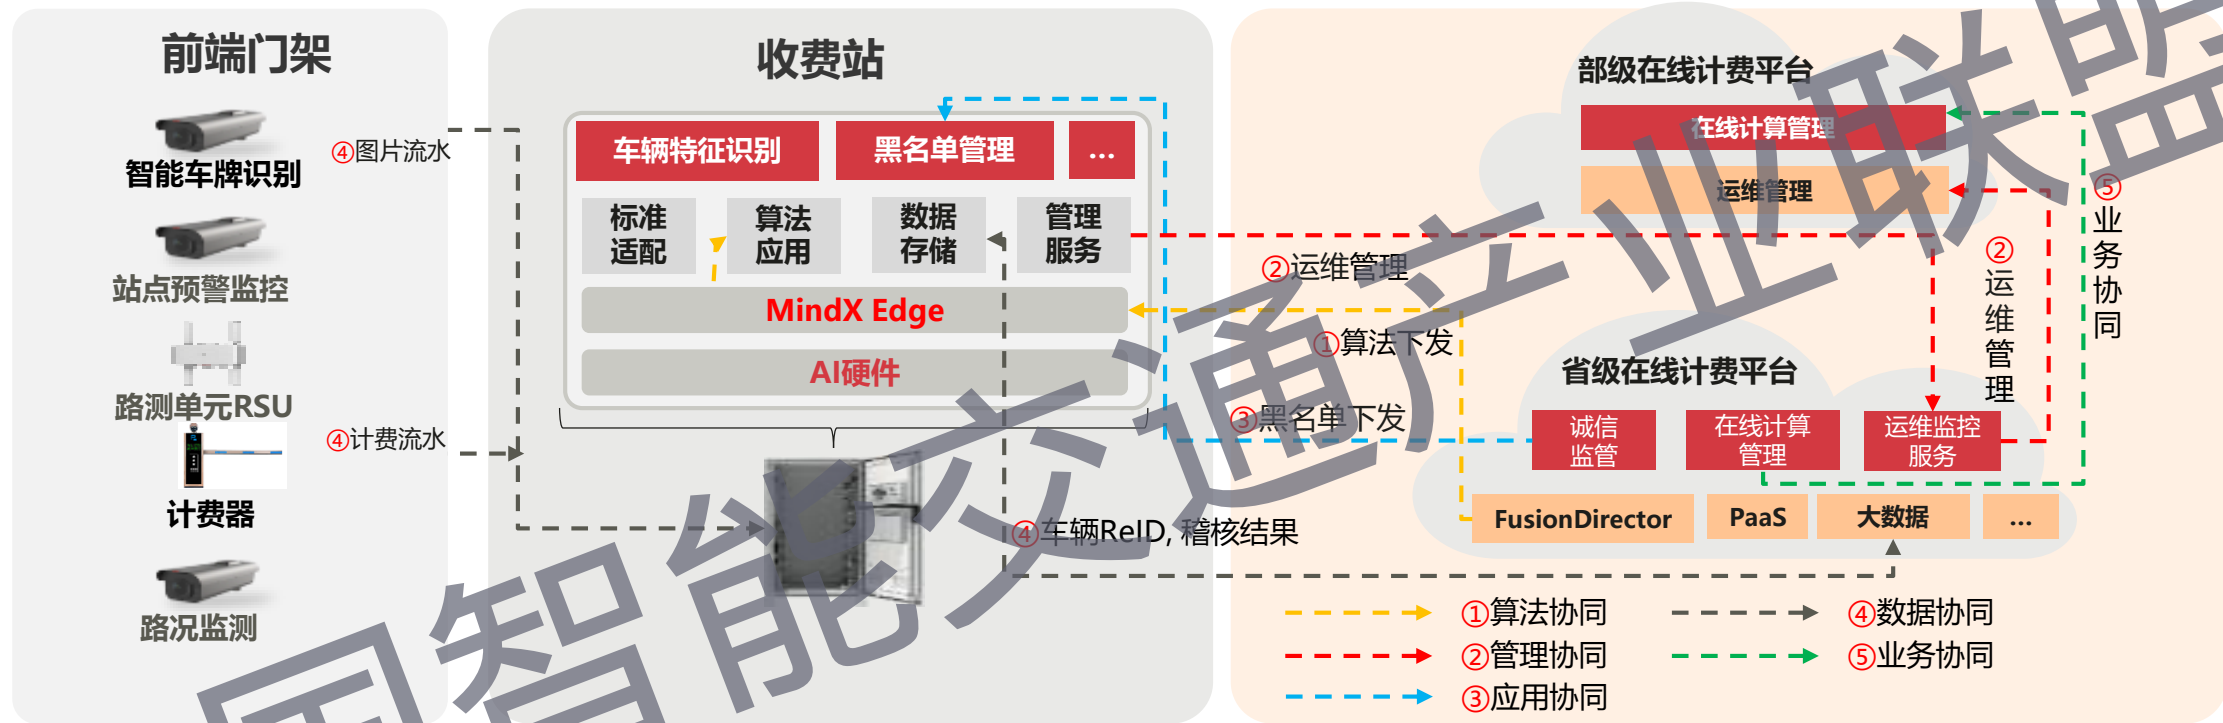 前端门架
智能车牌识别
站点预警监控
路测单元RSU
计费器
路况监测
④图片流水
④计费流水
收费站
车辆特征识别
黑名单管理
...
标准
适配
算法
应用
数据
存储
管理
服务
MindX Edge
AI硬件
②运维管理
①算法下发
③黑名单下发
④车辆ReID, 稽核结果
部级在线计费平台
在线计算管理
运维管理
②
运
维
管
理
⑤
业
务
协
同
省级在线计费平台
诚信
监管
在线计算
管理
运维监控
服务
FusionDirector
PaaS
大数据
...
①算法协同
②管理协同
③应用协同
④数据协同
⑤业务协同
国智能交通产业联盟